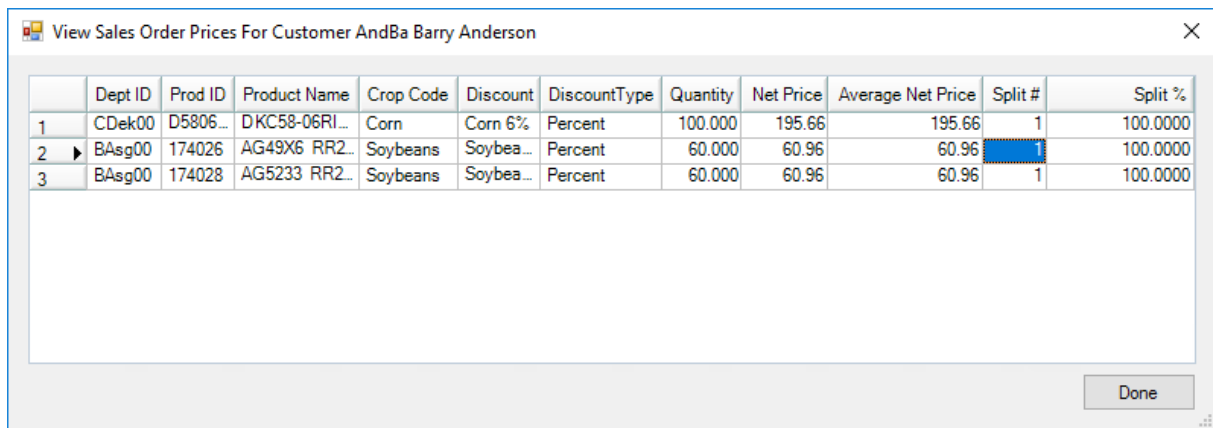 View Sales Order Prices For Customer AndBa Barry Anderson
Dept ID Prod ID Product Name Crop Code Discount DiscountType Quantity Net Price Average Net Price Split # Split %
1 CDek00 D5806... DKC58-06RI... Corn Corn 6% Percent 100.000 195.66 195.66 1 100.0000
2 BAsg00 174026 AG49X6 RR2... Soybeans Soybea... Percent 60.000 60.96 60.96 1 100.0000
3 BAsg00 174028 AG5233 RR2... Soybeans Soybea... Percent 60.000 60.96 60.96 1 100.0000
Done